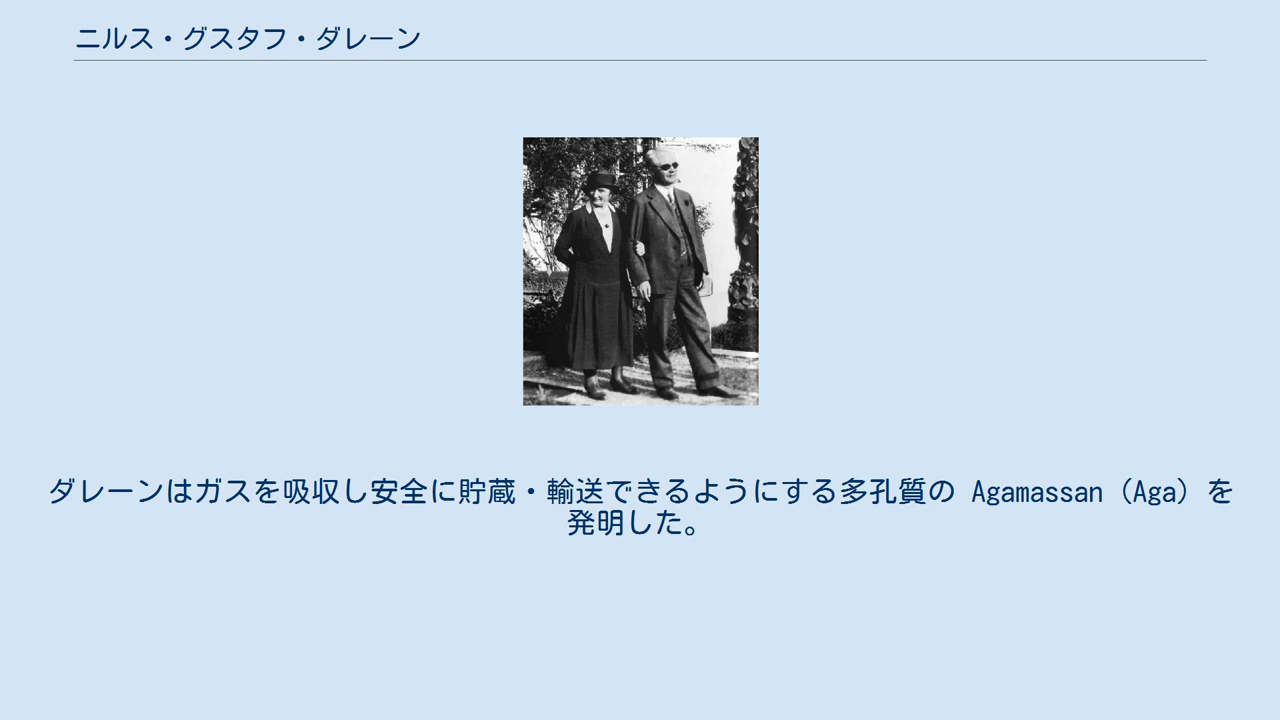 ニルス・グスタフ・ダレーン
ダレーンはガスを吸収し安全に貯蔵・輸送できるようにする多孔質の Agamassan（Aga）を
発明した。